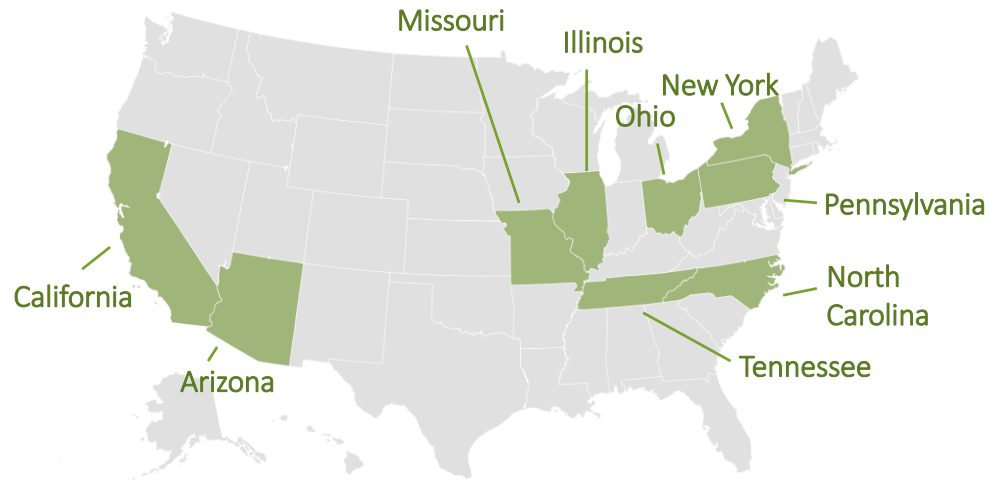 Missouri
Illinois
New York
Ohio
Pennsylvania
North
Carolina
California
Tennessee
Arizona